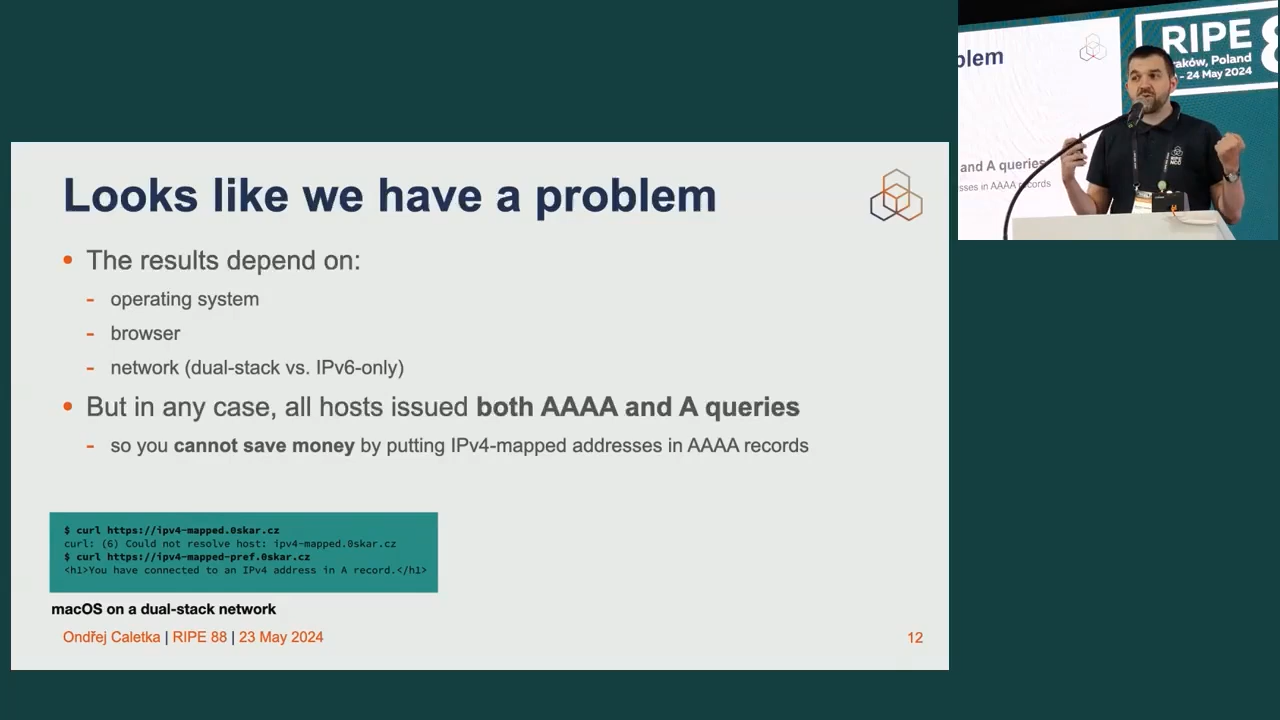 Looks like we have a problem
• The results depend on:
- operating system
- browser
- network (dual-stack vs. IPv6-only)
• But in any case, all hosts issued both AAAA and A queries
- so you cannot save money by putting IPv4-mapped addresses in AAAA records
$ curl https://ipv4-mapped.0skar.cz
curl: (6) Could not resolve host: ipv4-mapped.0skar.cz
$ curl https://ipv4-mapped-pref.0skar.cz
<h1>You have connected to an IPv4 address in A record.</h1>
macOS on a dual-stack network
Ondřej Caletka | RIPE 88 | 23 May 2024
12
blem
and A queries
sses in AAAA records
RIPE 8
raków, Poland
- 24 May 2024
RIPE
NCC